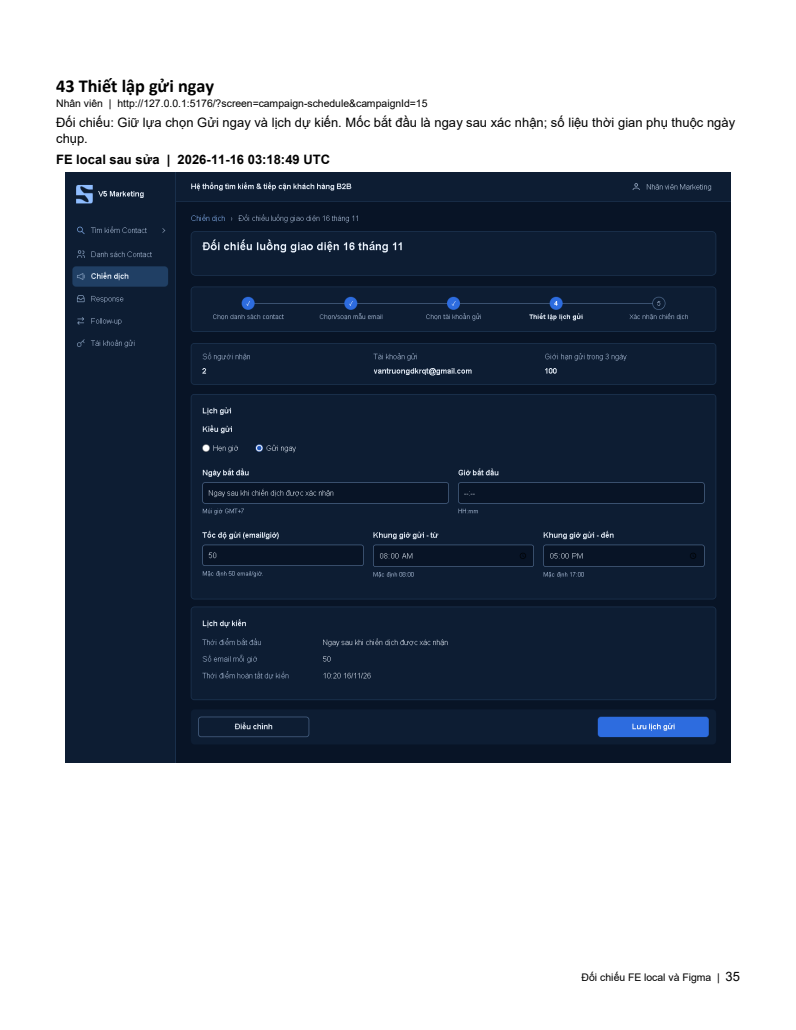 43 Thiết lập gửi ngay
Nhân viên | http://127.0.0.1:5176/?screen=campaign-schedule&campaignId=15
Đối chiếu: Giữ lựa chọn Gửi ngay và lịch dự kiến. Mốc bắt đầu là ngay sau xác nhận; số liệu thời gian phụ thuộc ngày
chụp.
FE local sau sửa | 2026-11-16 03:18:49 UTC
V5 Marketing
Hệ thống tìm kiếm & tiếp cận khách hàng B2B
Nhân viên Marketing
Tìm kiếm Contact
Danh sách Contact
Chiến dịch
Response
Follow-up
Tài khoản gửi
Chiến dịch › Đối chiếu luồng giao diện 16 tháng 11
Đối chiếu luồng giao diện 16 tháng 11
✓ ✓ ✓ 4 5
Chọn danh sách contact Chọn/soạn mẫu email Chọn tài khoản gửi Thiết lập lịch gửi Xác nhận chiến dịch
Số người nhận Tài khoản gửi Giới hạn gửi trong 3 ngày
2 vantruongdkrqt@gmail.com 100
Lịch gửi
Kiểu gửi
Hẹn giờ Gửi ngay
Ngày bắt đầu Giờ bắt đầu
Ngay sau khi chiến dịch được xác nhận --:--
Múi giờ GMT+7 HH:mm
Tốc độ gửi (email/giờ) Khung giờ gửi - từ Khung giờ gửi - đến
50 08:00 AM 05:00 PM
Mặc định 50 email/giờ. Mặc định 08:00 Mặc định 17:00
Lịch dự kiến
Thời điểm bắt đầu Ngay sau khi chiến dịch được xác nhận
Số email mỗi giờ 50
Thời điểm hoàn tất dự kiến 10:20 16/11/26
Điều chỉnh Lưu lịch gửi
Đối chiếu FE local và Figma | 35